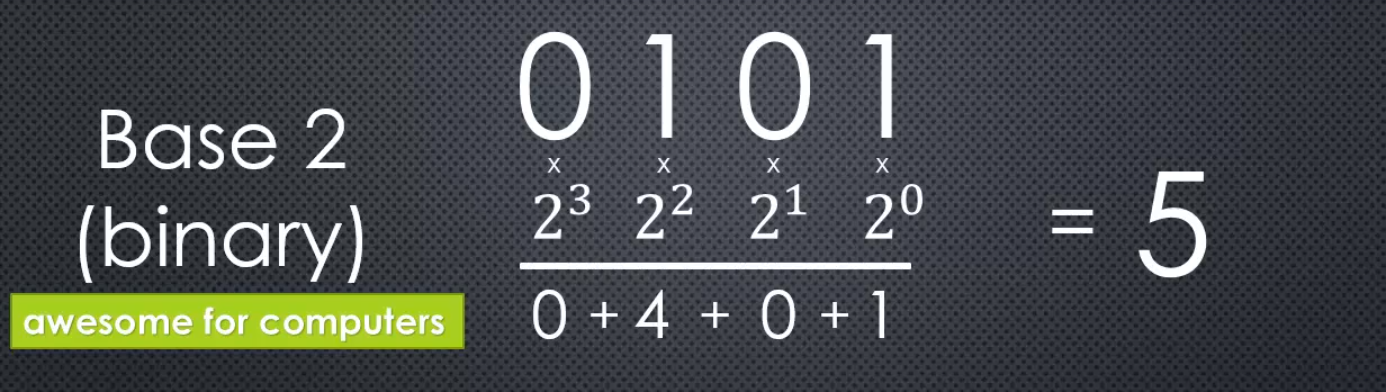 Base 2
(binary)
awesome for computers
0 1 0 1
x x x x
2³ 2² 2¹ 2⁰
0 + 4 + 0 + 1
= 5